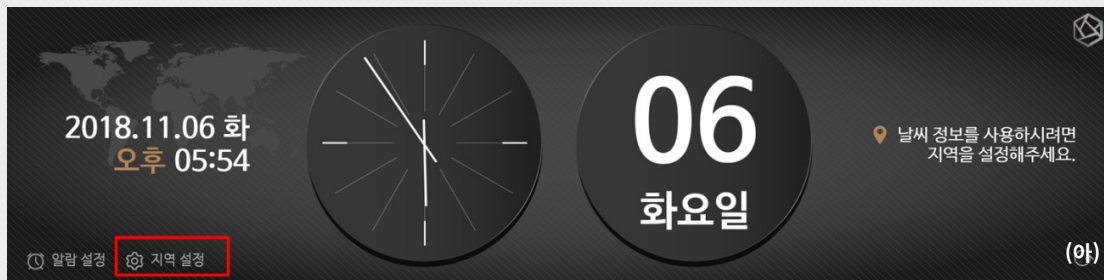 2018.11.06 화
오후 05:54
06
화요일
날씨 정보를 사용하시려면
지역을 설정해주세요.
알람 설정
지역 설정
(야)